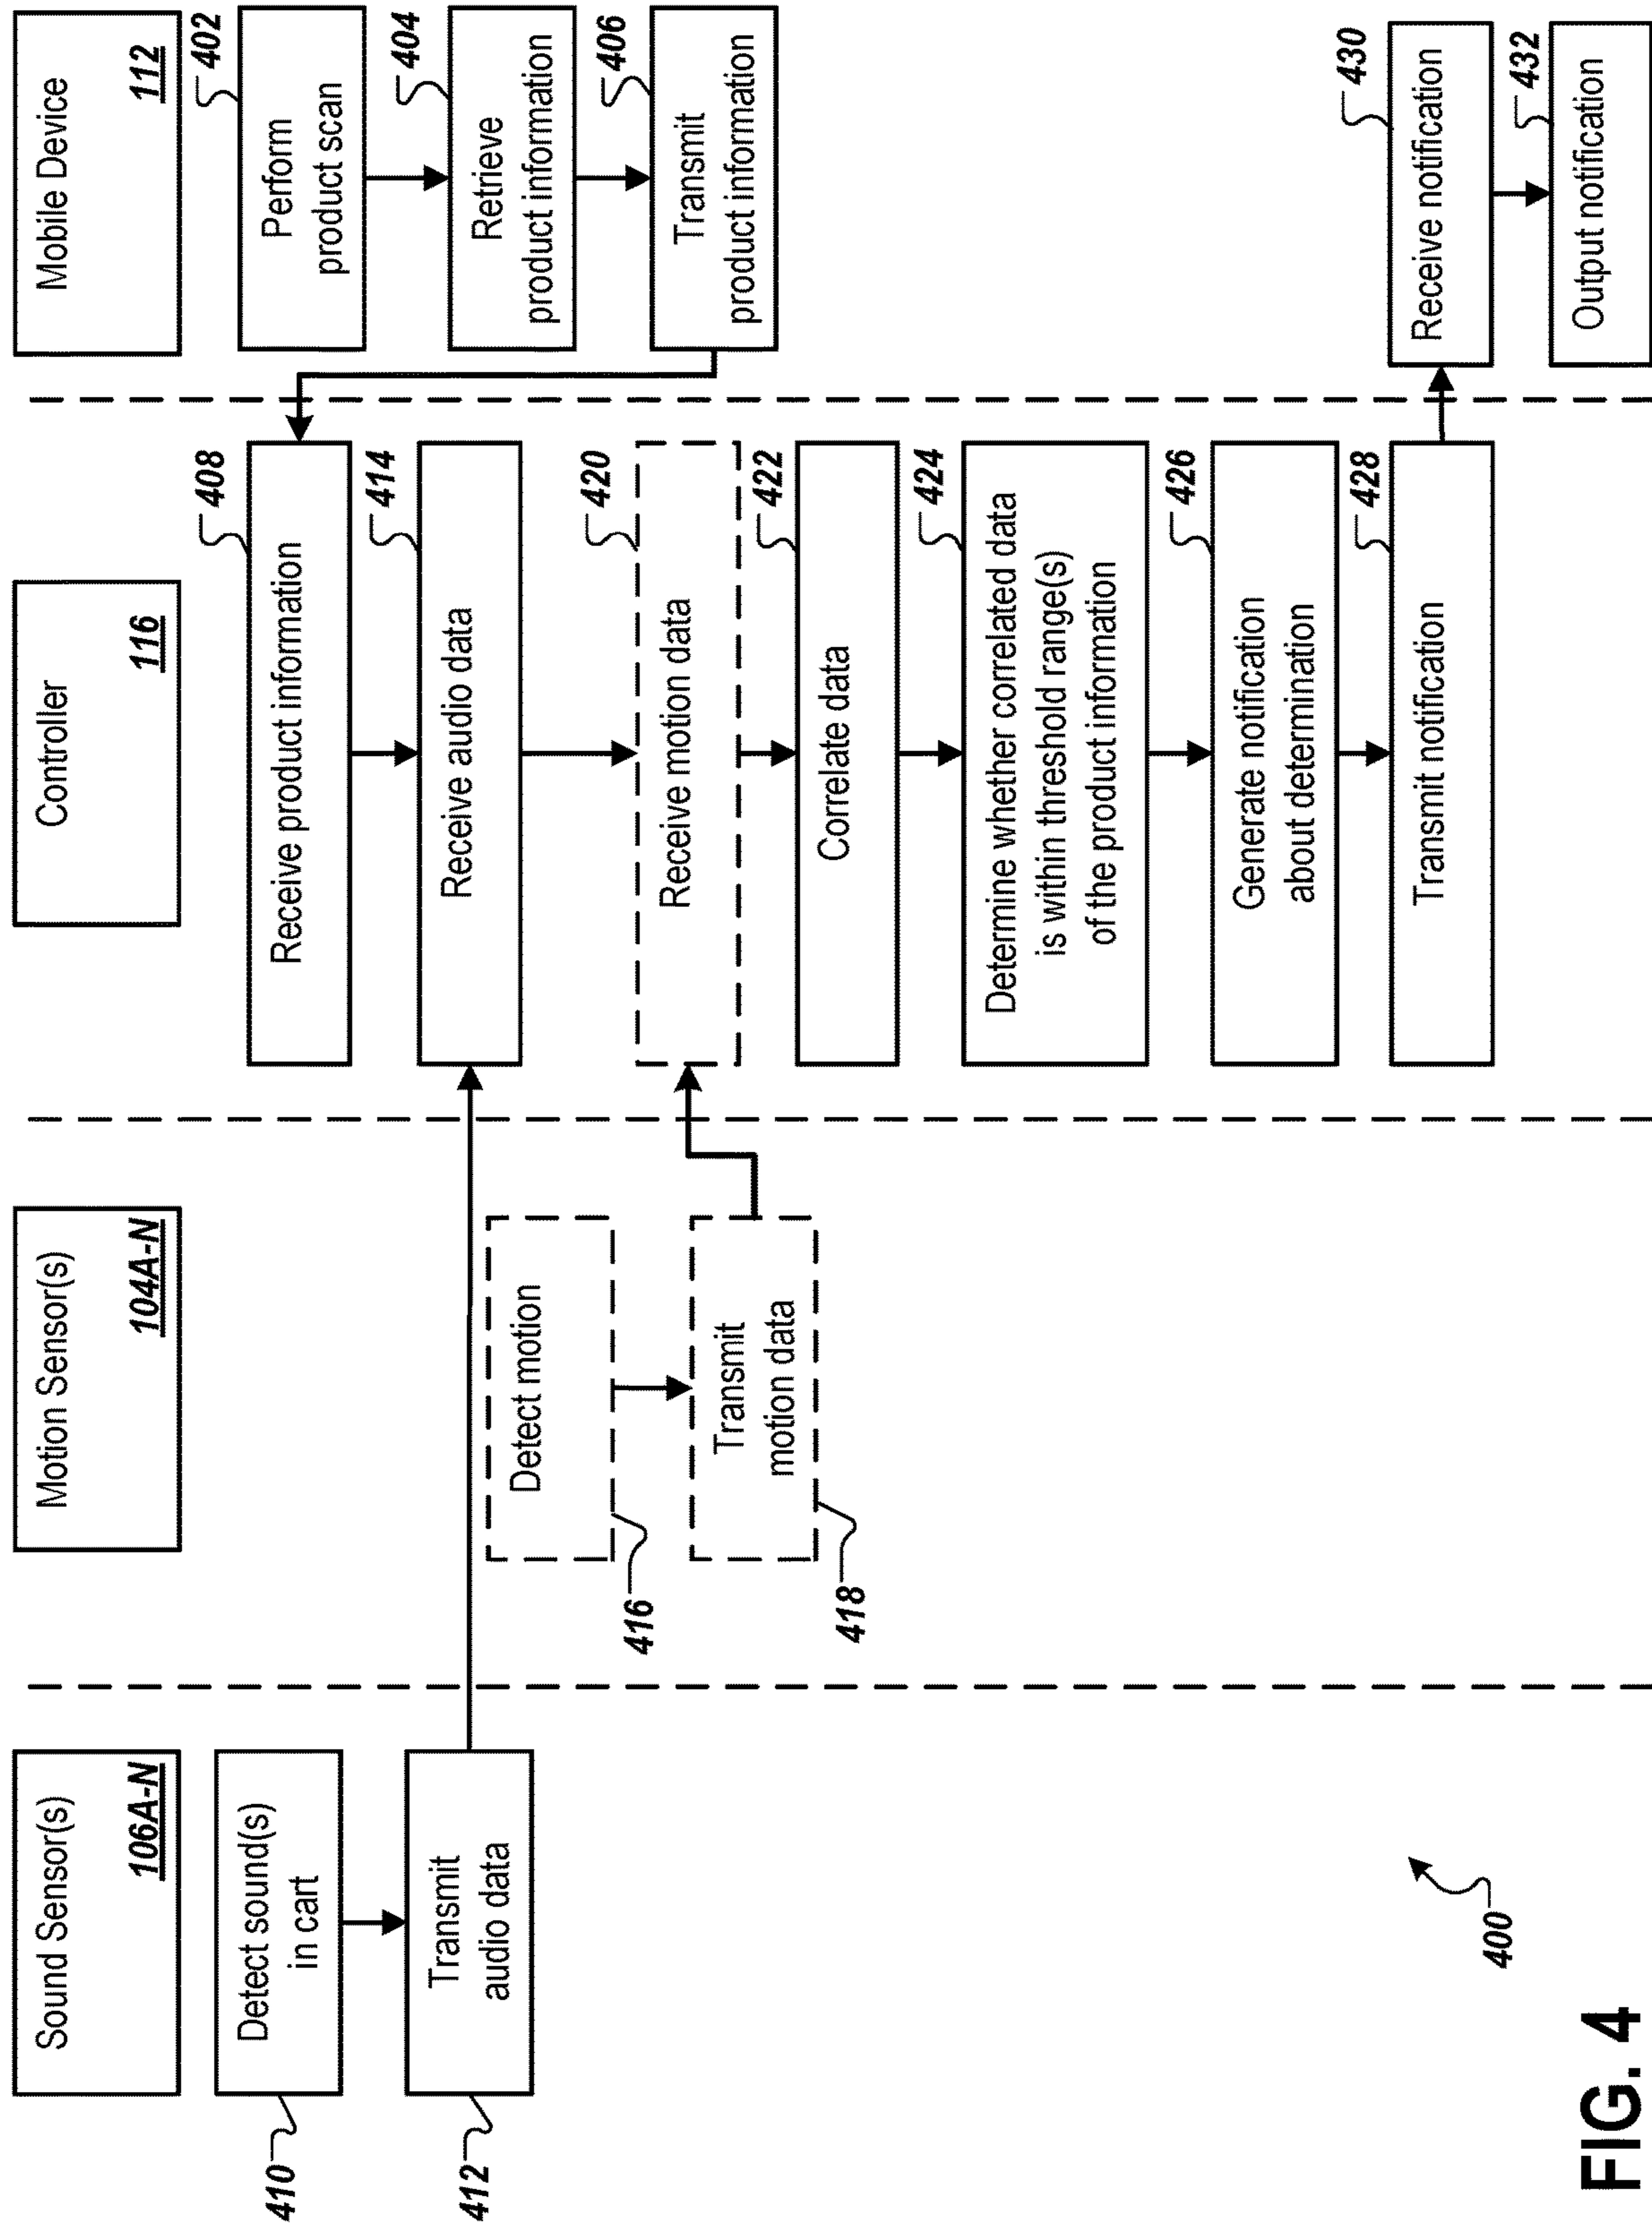 Sound Sensor(s)
106A-N
Motion Sensor(s)
104A-N
Controller
116
Mobile Device
112
402
Perform
product scan
404
Retrieve
product information
406
Transmit
product information
408
Receive product information
410
Detect sound(s)
in cart
412
Transmit
audio data
414
Receive audio data
416
Detect motion
418
Transmit
motion data
420
Receive motion data
422
Correlate data
424
Determine whether correlated data
is within threshold range(s)
of the product information
426
Generate notification
about determination
428
Transmit notification
430
Receive notification
432
Output notification
400
FIG. 4